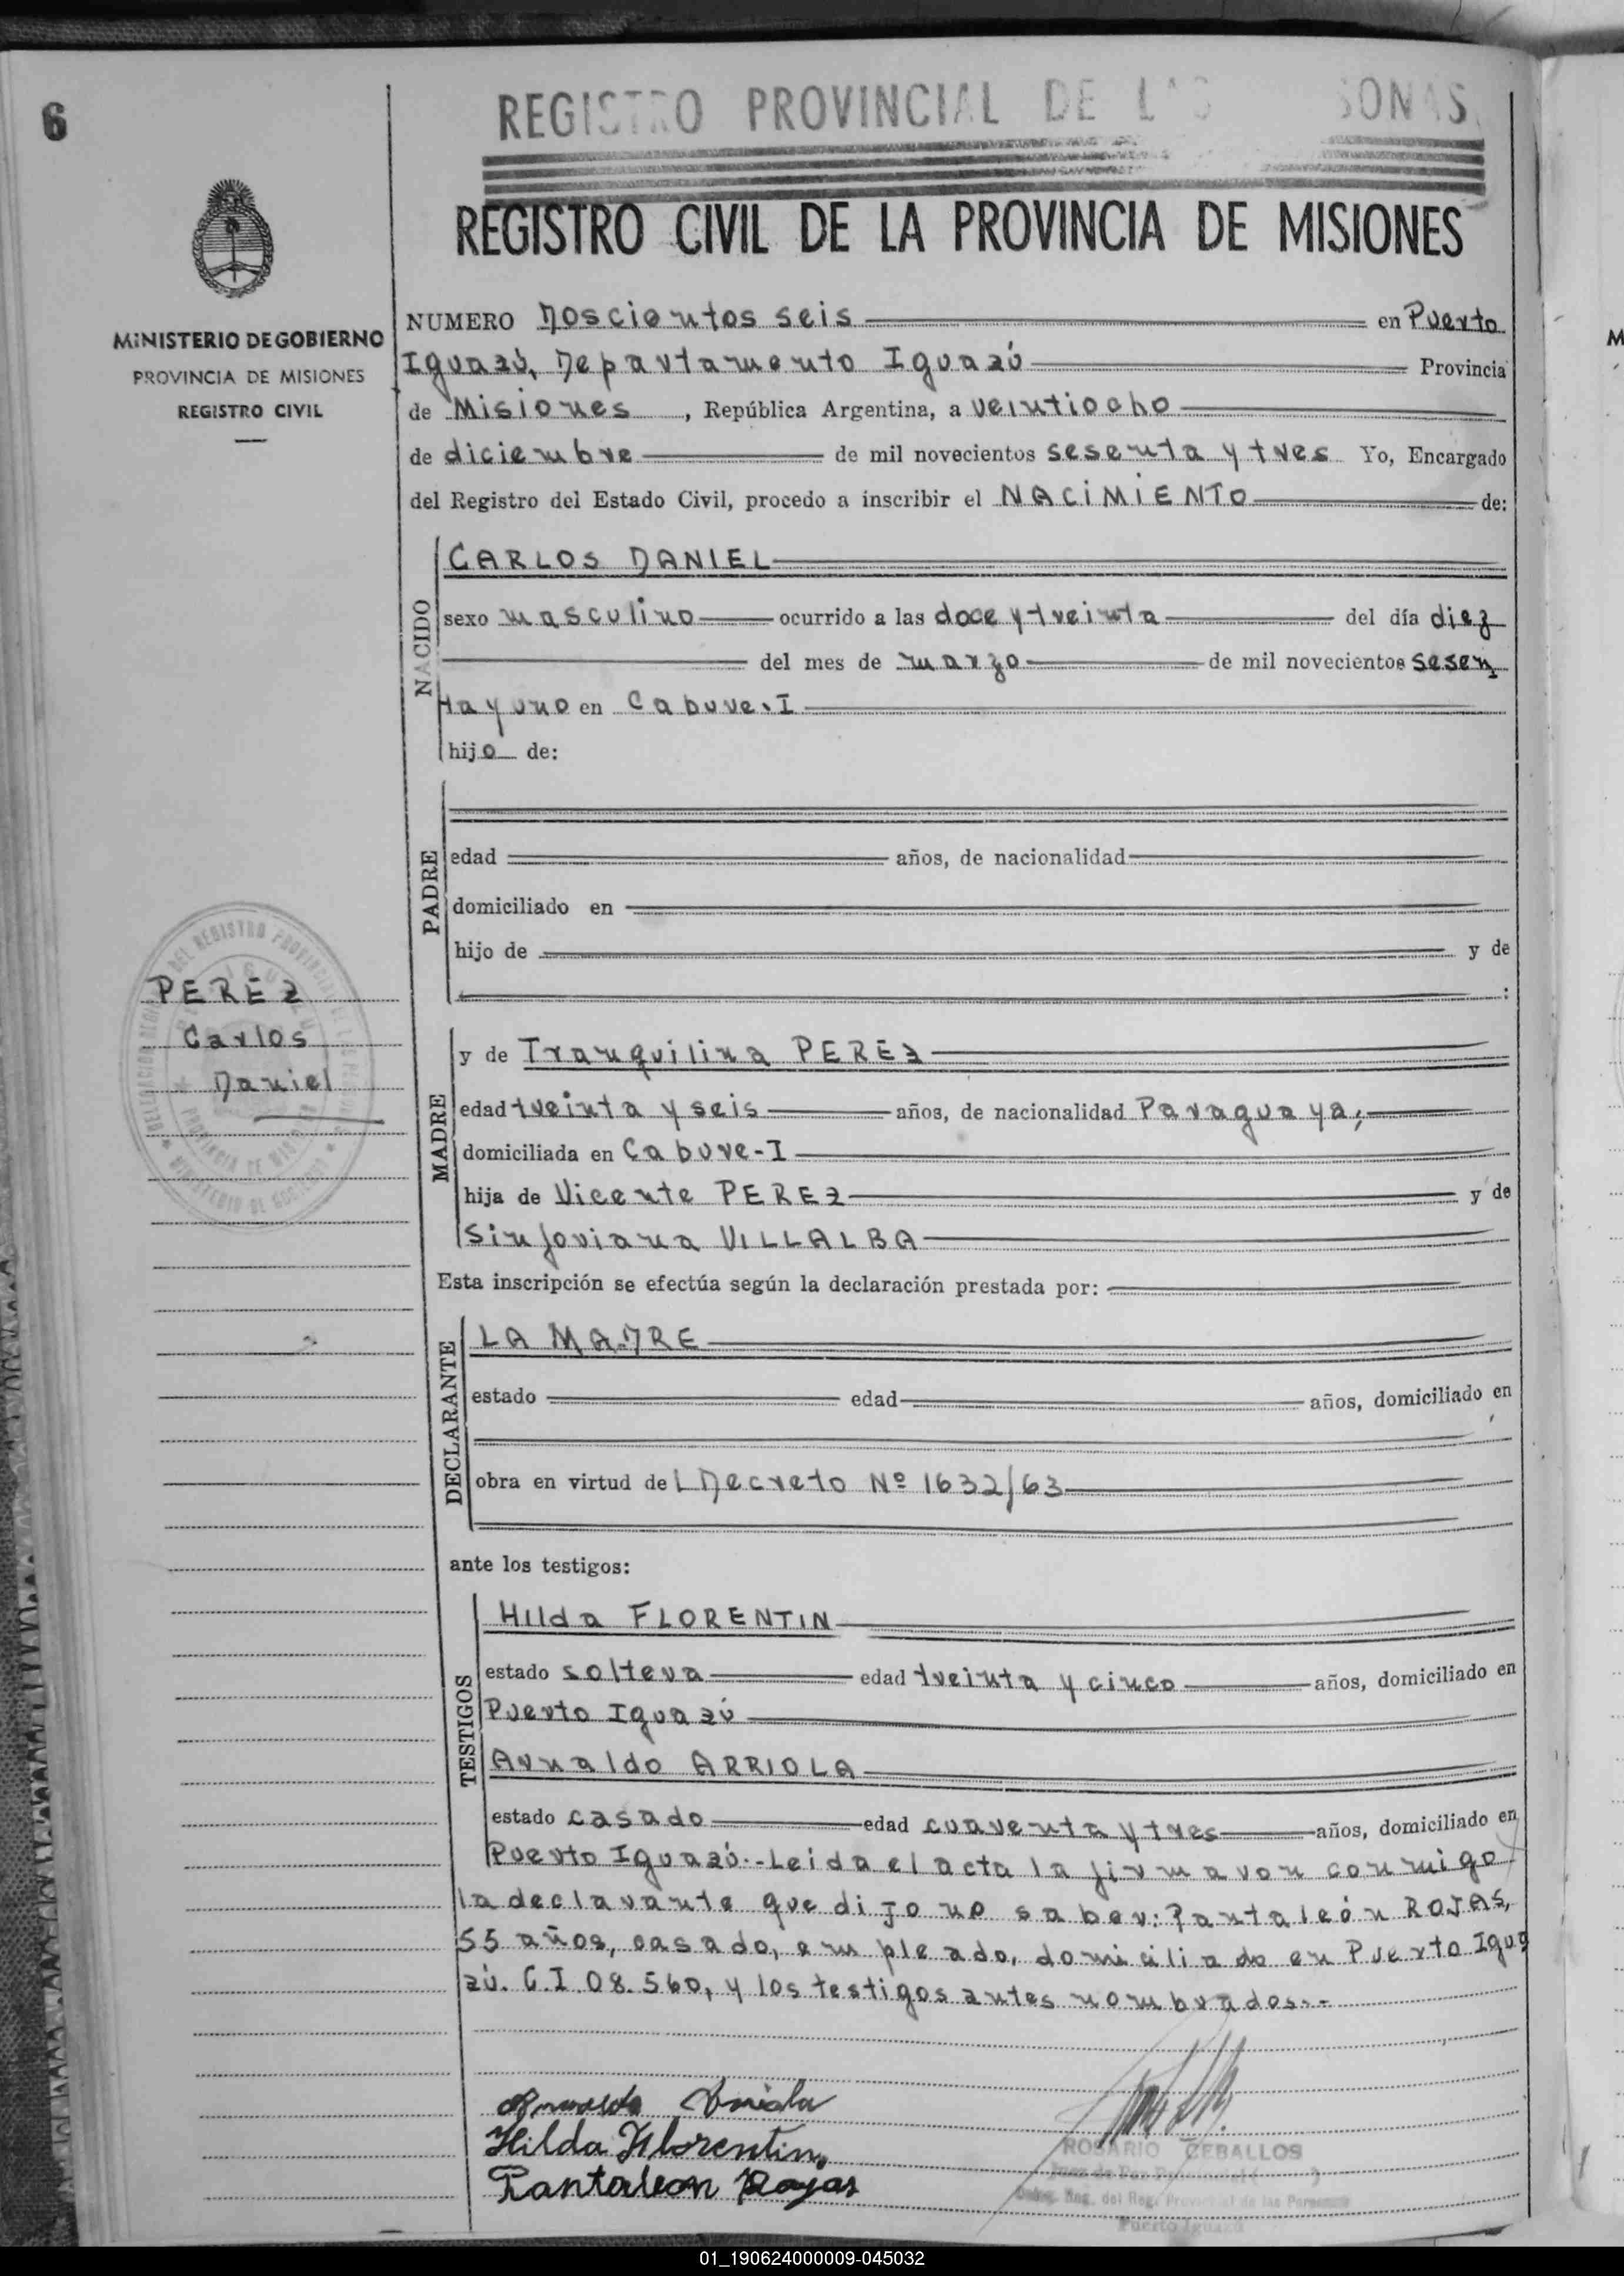 6
REGISTRO PROVINCIAL DE
REGISTRO CIVIL DE LA PROVINCIA DE MISIONES
MINISTERIO DE GOBIERNO
PROVINCIA DE MISIONES
REGISTRO CIVIL
NUMERO Doscientos seis en Puerto
Iguazú, Departamento Iguazú Provincia
de Misiones, República Argentina, a veintiocho
de diciembre de mil novecientos sesenta y tres Yo, Encargado
del Registro del Estado Civil, procedo a inscribir el NACIMIENTO de:
NACIDO
CARLOS DANIEL
sexo masculino ocurrido a las doce y treinta del día diez
del mes de marzo de mil novecientos sesen
ta y uno en Cabure-I
hijo de:
PADRE
edad años, de nacionalidad
domiciliado en
hijo de y de
:
PEREZ
Carlos
Daniel
MADRE
y de Tranquilina PEREZ
edad treinta y seis años, de nacionalidad Paraguaya,
domiciliada en Cabure-I
hija de Vicente PEREZ y de
Sinforiana VILLALBA
Esta inscripción se efectúa según la declaración prestada por:
DECLARANTE
LA MADRE
estado edad años, domiciliado en
obra en virtud del Decreto Nº 1632/63
ante los testigos:
TESTIGOS
Hilda FLORENTIN
estado soltera edad treinta y cinco años, domiciliado en
Puerto Iguazú
Arnaldo ARRIOLA
estado casado edad cuarenta y tres años, domiciliado en
Puerto Iguazú.-Leida el acta la firmaron conmigo
la declarante que dijo no saber: Pantaleón ROJAS,
55 años, casado, empleado, domiciliado en Puerto Igua
zú. C.I 08.560, y los testigos antes nombrados.-
Arnaldo Arriola
Hilda Florentin
Pantaleon Rojas
ROSARIO CEBALLOS
Puerto Iguazú
01_190624000009-045032